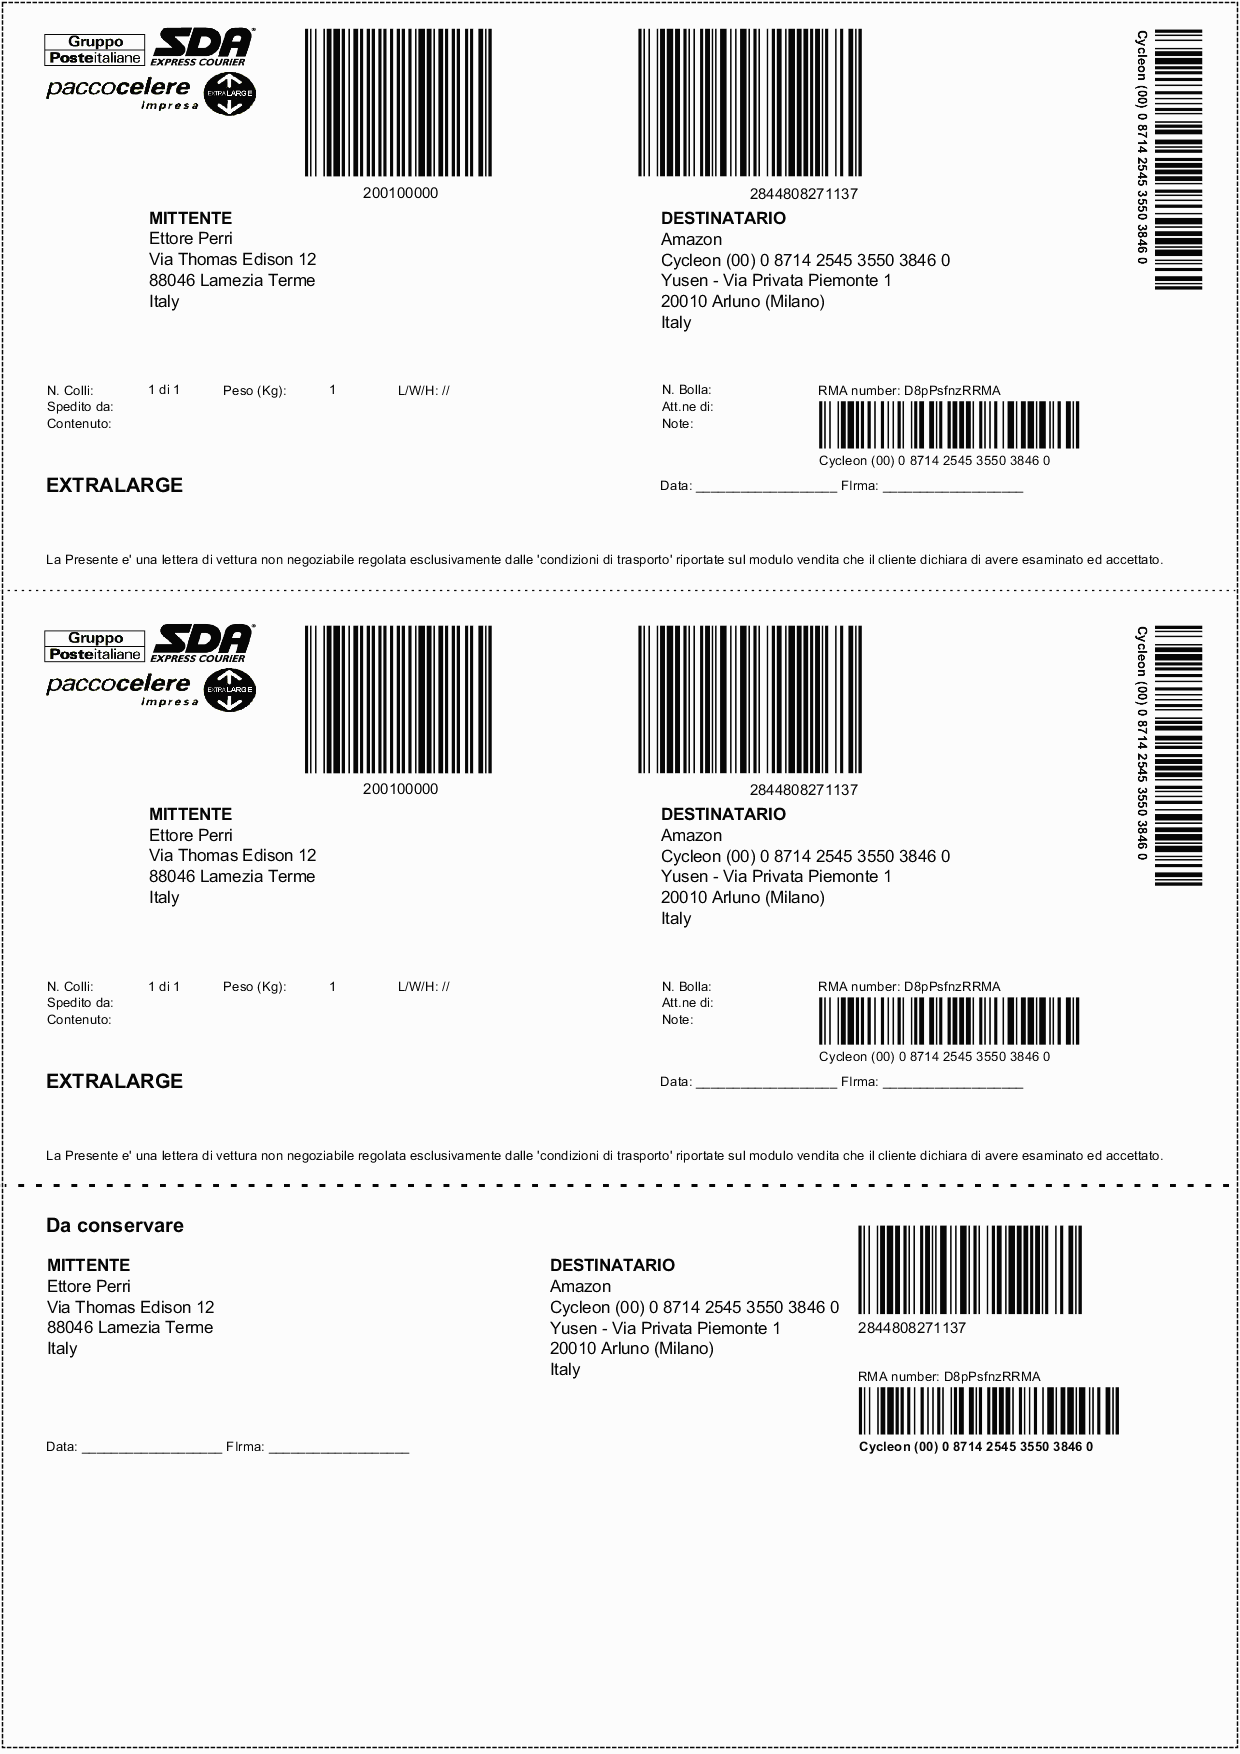 Gruppo
Posteitaliane
SDA
EXPRESS COURIER
paccocelere
impresa
EXTRALARGE
200100000
2844808271137
Cycleon (00) 0 8714 2545 3550 3846 0
MITTENTE
Ettore Perri
Via Thomas Edison 12
88046 Lamezia Terme
Italy
DESTINATARIO
Amazon
Cycleon (00) 0 8714 2545 3550 3846 0
Yusen - Via Privata Piemonte 1
20010 Arluno (Milano)
Italy
N. Colli: 1 di 1 Peso (Kg): 1 L/W/H: //
Spedito da:
Contenuto:
N. Bolla:
Att.ne di:
Note:
RMA number: D8pPsfnzRRMA
Cycleon (00) 0 8714 2545 3550 3846 0
EXTRALARGE
Data: ___________________ FIrma: ___________________
La Presente e' una lettera di vettura non negoziabile regolata esclusivamente dalle 'condizioni di trasporto' riportate sul modulo vendita che il cliente dichiara di avere esaminato ed accettato.
Gruppo
Posteitaliane
SDA
EXPRESS COURIER
paccocelere
impresa
EXTRALARGE
200100000
2844808271137
Cycleon (00) 0 8714 2545 3550 3846 0
MITTENTE
Ettore Perri
Via Thomas Edison 12
88046 Lamezia Terme
Italy
DESTINATARIO
Amazon
Cycleon (00) 0 8714 2545 3550 3846 0
Yusen - Via Privata Piemonte 1
20010 Arluno (Milano)
Italy
N. Colli: 1 di 1 Peso (Kg): 1 L/W/H: //
Spedito da:
Contenuto:
N. Bolla:
Att.ne di:
Note:
RMA number: D8pPsfnzRRMA
Cycleon (00) 0 8714 2545 3550 3846 0
EXTRALARGE
Data: ___________________ FIrma: ___________________
La Presente e' una lettera di vettura non negoziabile regolata esclusivamente dalle 'condizioni di trasporto' riportate sul modulo vendita che il cliente dichiara di avere esaminato ed accettato.
Da conservare
MITTENTE
Ettore Perri
Via Thomas Edison 12
88046 Lamezia Terme
Italy
DESTINATARIO
Amazon
Cycleon (00) 0 8714 2545 3550 3846 0
Yusen - Via Privata Piemonte 1
20010 Arluno (Milano)
Italy
2844808271137
RMA number: D8pPsfnzRRMA
Cycleon (00) 0 8714 2545 3550 3846 0
Data: ___________________ FIrma: ___________________